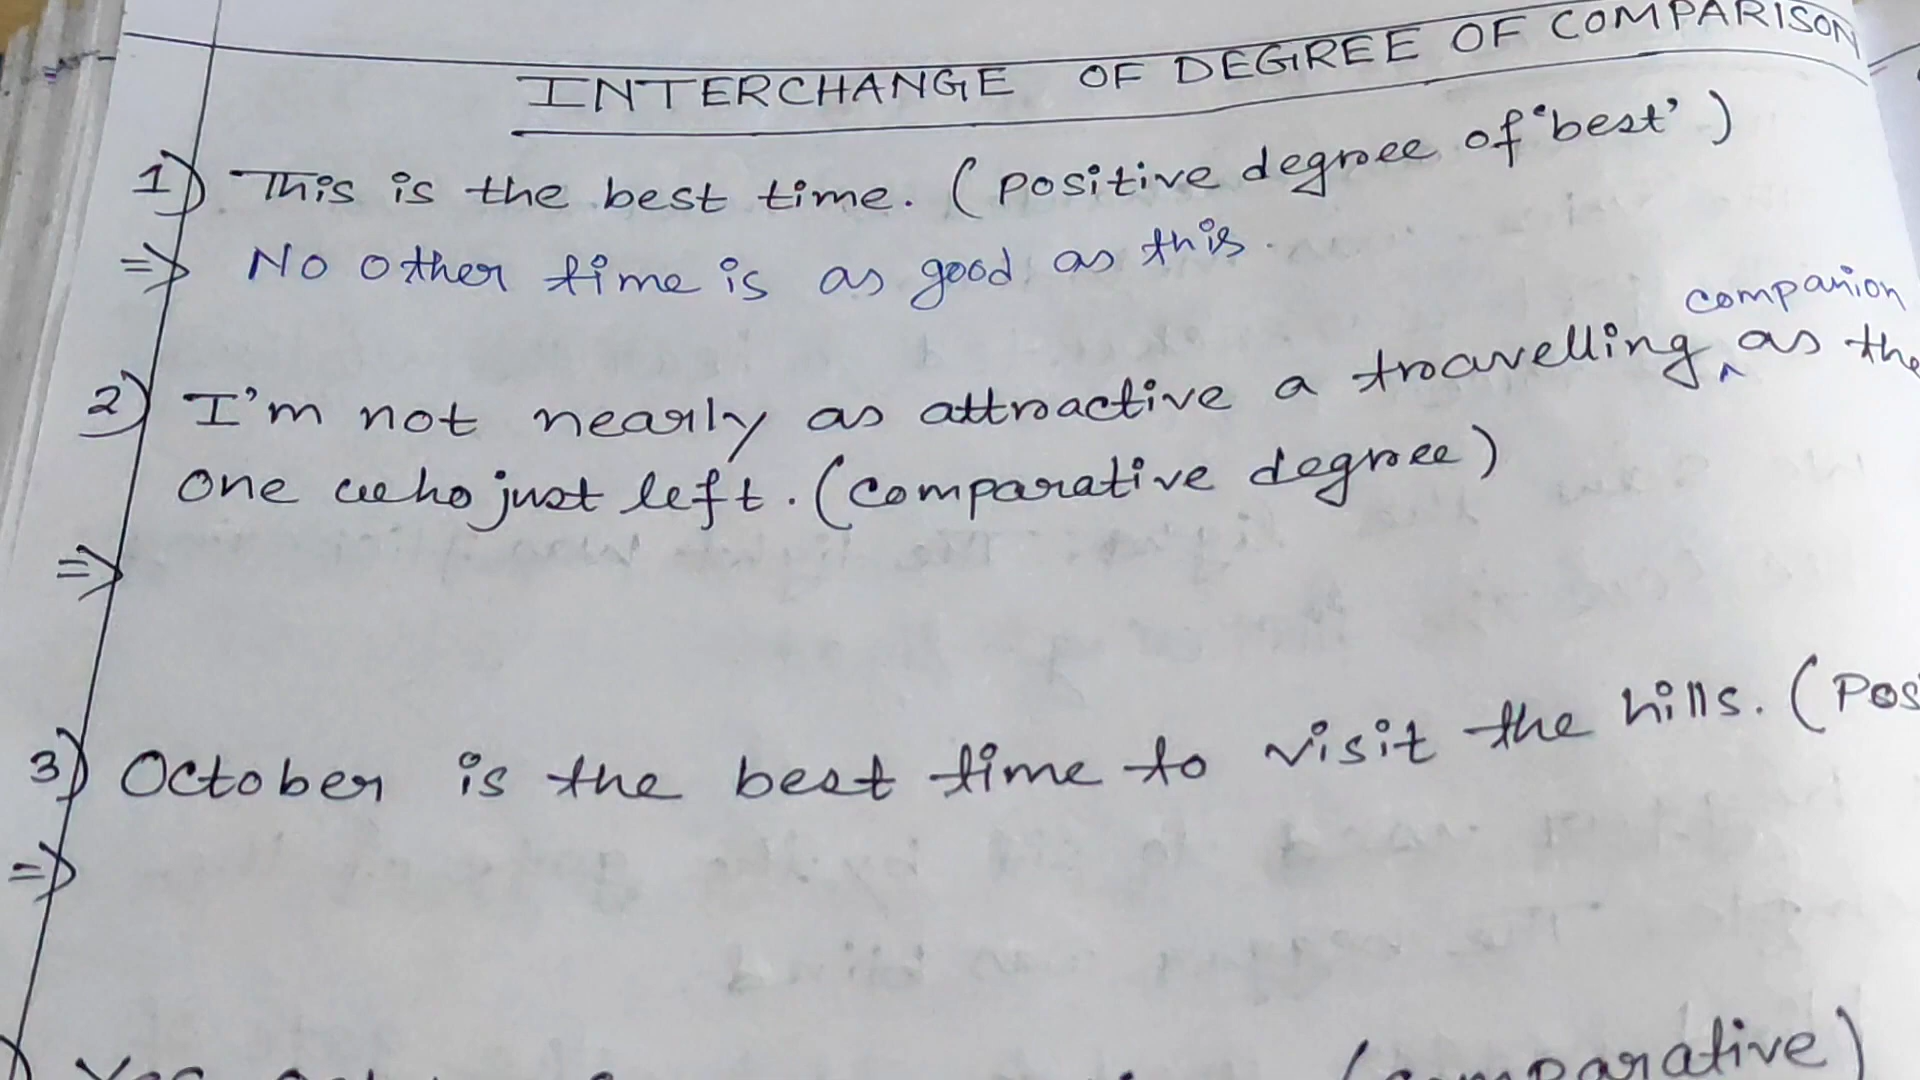 INTERCHANGE OF DEGREE OF COMPARISON
1) This is the best time. (positive degree of 'best')
=> No other time is as good as this.
companion
2) I'm not nearly as attractive a travelling ^ as the
one who just left. (comparative degree)
=>
3) October is the best time to visit the hills. (Pos
=>
(comparative)